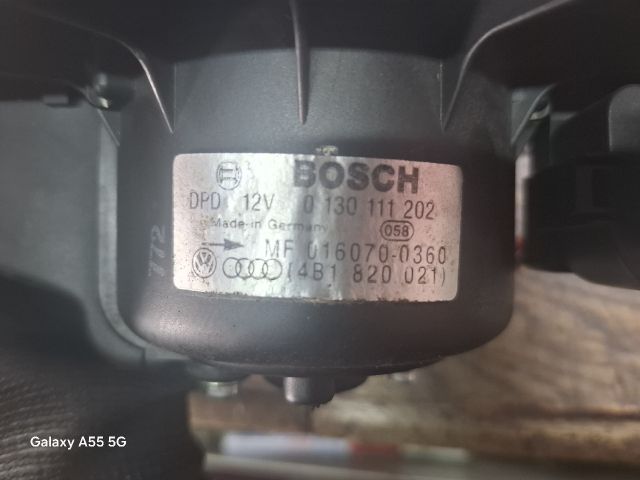 BOSCH
DPD 12V 0 130 111 202
Made in Germany 058
MF 016070-0360
(4B1 820 021)
772
Galaxy A55 5G